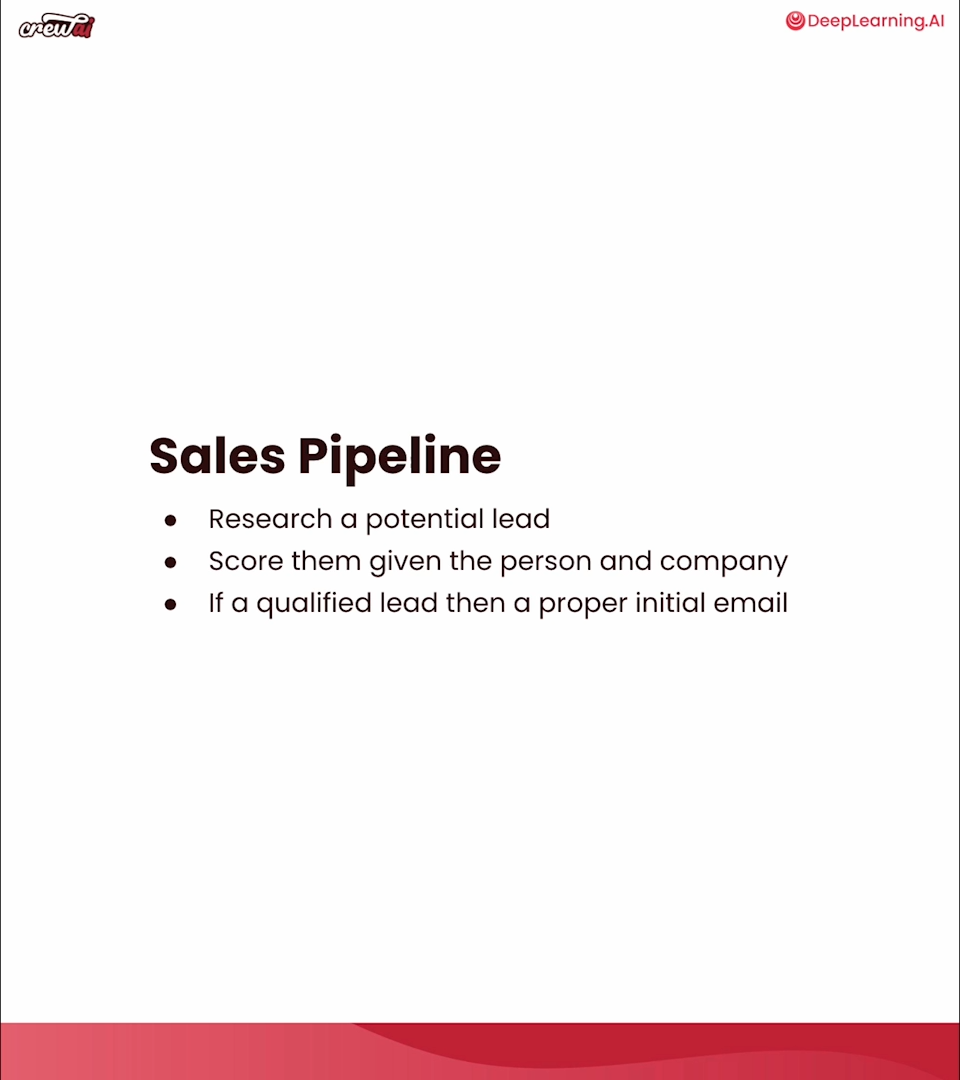 crewai
DeepLearning.AI
Sales Pipeline
● Research a potential lead
● Score them given the person and company
● If a qualified lead then a proper initial email